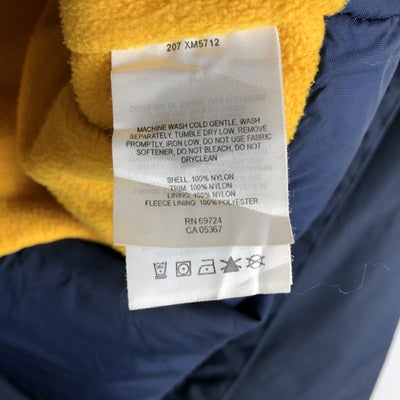 207 XM5712
MACHINE WASH COLD GENTLE, WASH
SEPARATELY, TUMBLE DRY LOW, REMOVE
PROMPTLY, IRON LOW, DO NOT USE FABRIC
SOFTENER, DO NOT BLEACH, DO NOT
DRYCLEAN
SHELL: 100% NYLON
TRIM: 100% NYLON
LINING: 100% NYLON
FLEECE LINING: 100% POLYESTER
RN 69724
CA 05367